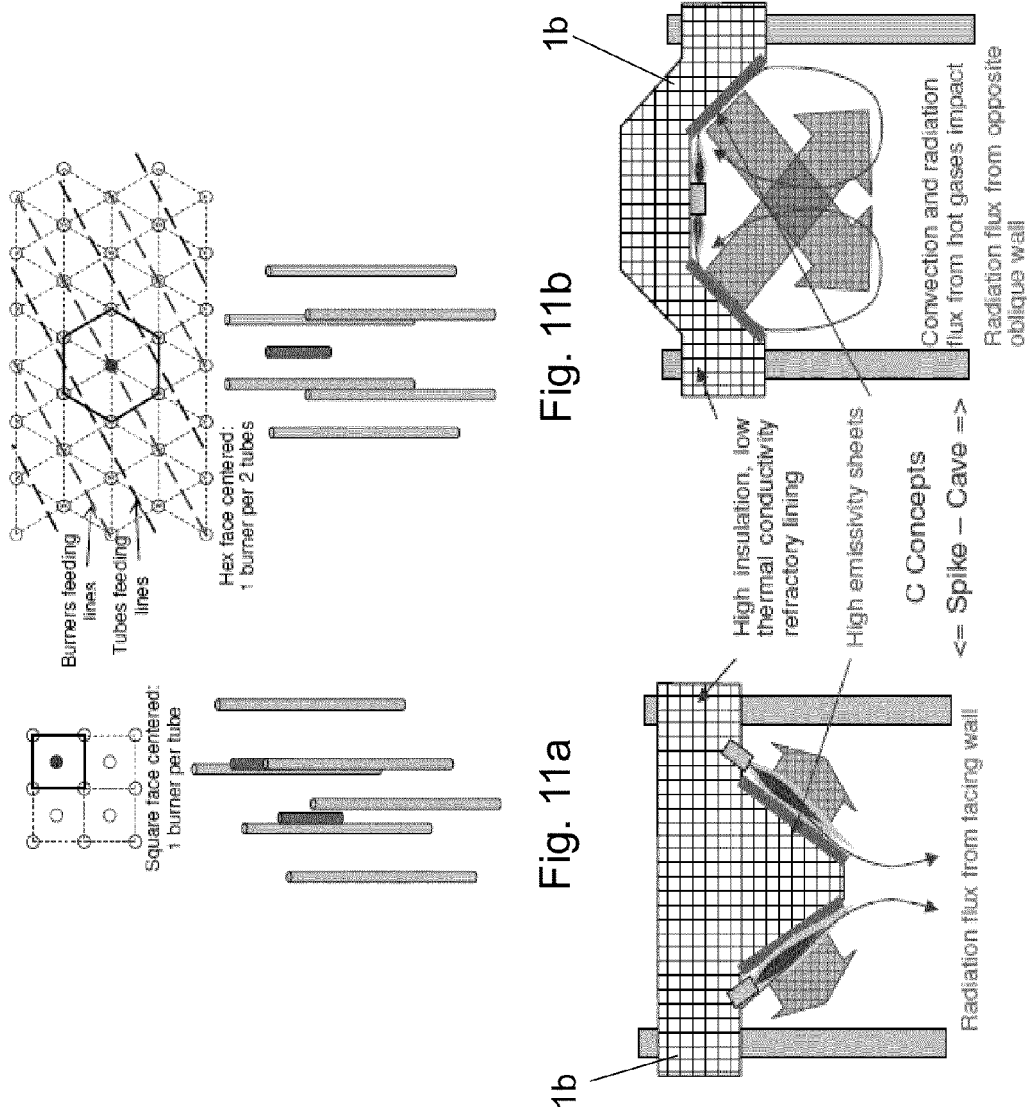 Burners feeding
lines
Tubes feeding
lines
Square face centered:
1 burner per tube
Hex face centered:
1 burner per 2 tubes
Fig. 11a
Fig. 11b
1b
1b
High insulation, low
thermal conductivity
refractory lining
High emissivity sheets
C Concepts
<= Spike – Cave =>
Radiation flux from facing wall
Convection and radiation
flux from hot gases impact
Radiation flux from opposite
oblique wall